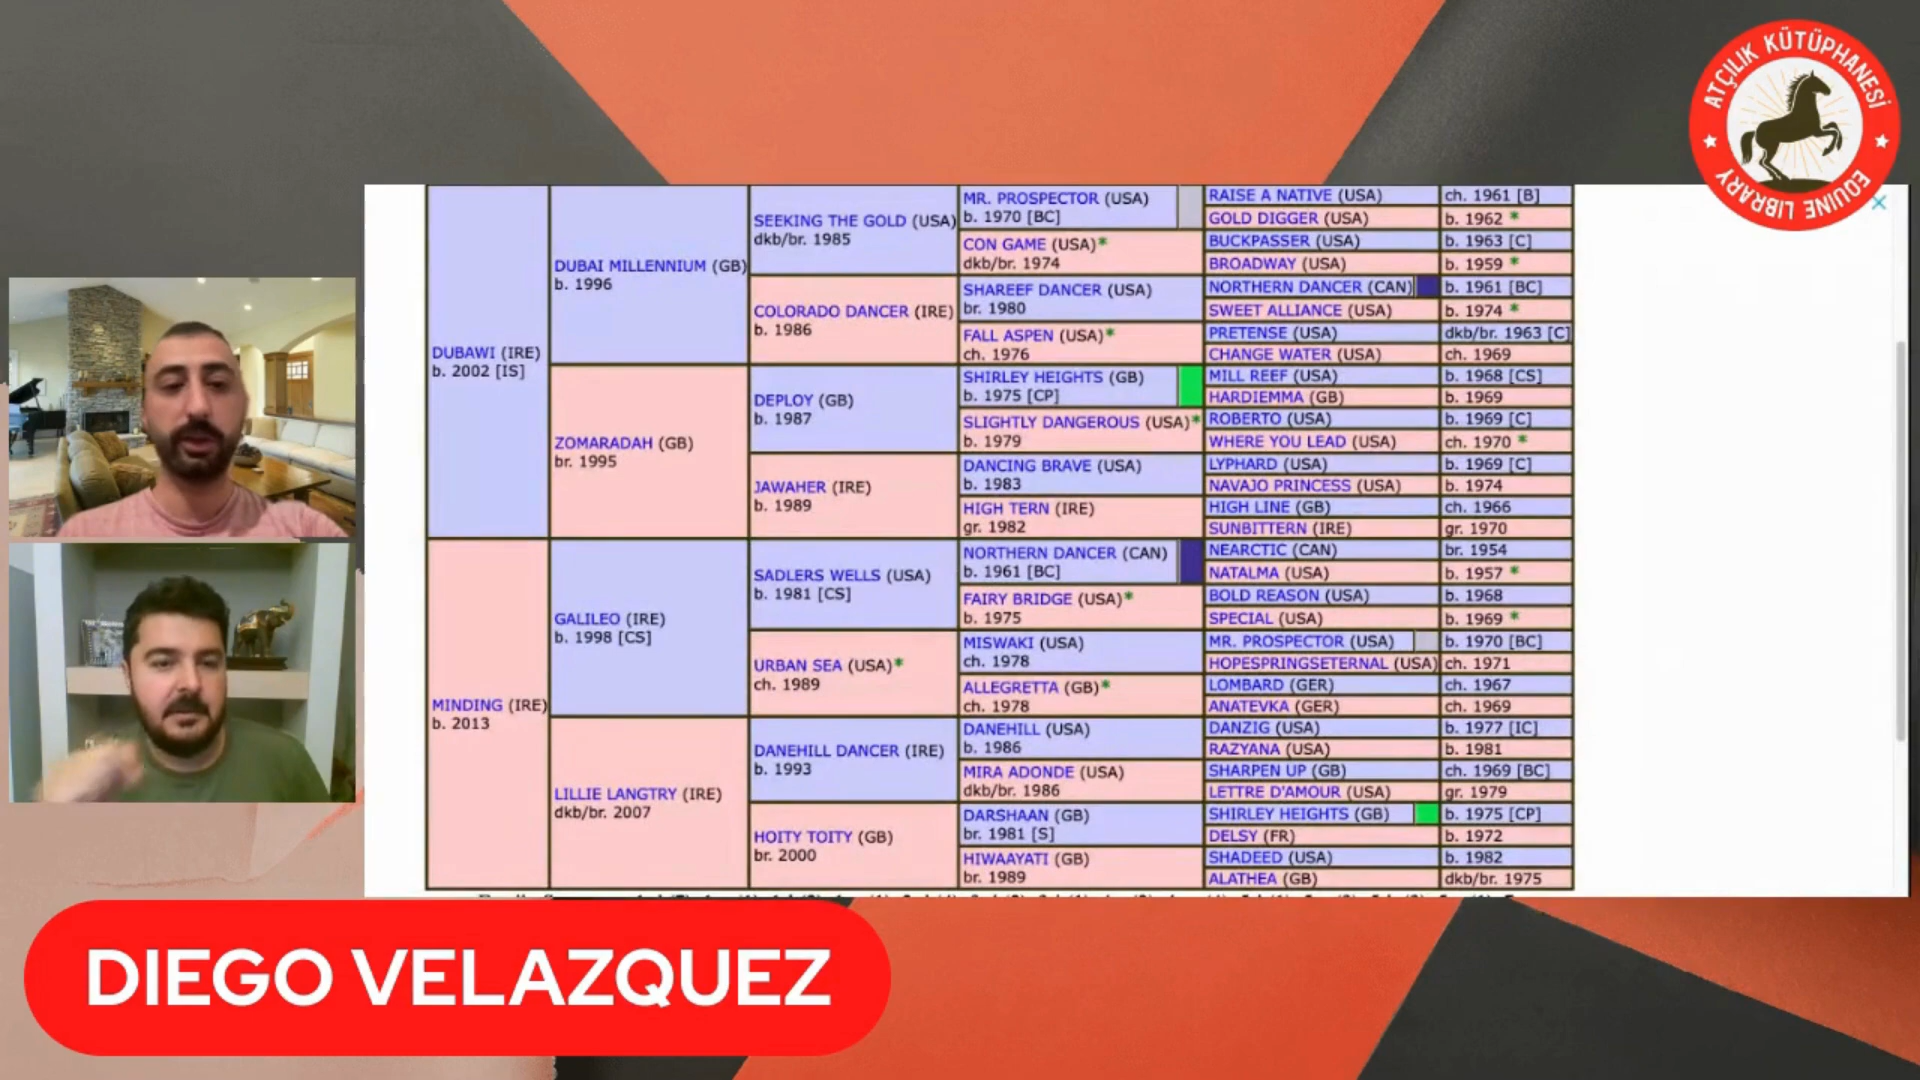 ATÇILIK KÜTÜPHANESİ
EQUINE LIBRARY
DUBAWI (IRE)
b. 2002 [IS]
DUBAI MILLENNIUM (GB)
b. 1996
SEEKING THE GOLD (USA)
dkb/br. 1985
MR. PROSPECTOR (USA)
b. 1970 [BC]
RAISE A NATIVE (USA) ch. 1961 [B]
GOLD DIGGER (USA) b. 1962 *
CON GAME (USA)*
dkb/br. 1974
BUCKPASSER (USA) b. 1963 [C]
BROADWAY (USA) b. 1959 *
COLORADO DANCER (IRE)
b. 1986
SHAREEF DANCER (USA)
br. 1980
NORTHERN DANCER (CAN) b. 1961 [BC]
SWEET ALLIANCE (USA) b. 1974 *
FALL ASPEN (USA)*
ch. 1976
PRETENSE (USA) dkb/br. 1963 [C]
CHANGE WATER (USA) ch. 1969
ZOMARADAH (GB)
br. 1995
DEPLOY (GB)
b. 1987
SHIRLEY HEIGHTS (GB)
b. 1975 [CP]
MILL REEF (USA) b. 1968 [CS]
HARDIEMMA (GB) b. 1969
SLIGHTLY DANGEROUS (USA)*
b. 1979
ROBERTO (USA) b. 1969 [C]
WHERE YOU LEAD (USA) ch. 1970 *
JAWAHER (IRE)
b. 1989
DANCING BRAVE (USA)
b. 1983
LYPHARD (USA) b. 1969 [C]
NAVAJO PRINCESS (USA) b. 1974
HIGH TERN (IRE)
gr. 1982
HIGH LINE (GB) ch. 1966
SUNBITTERN (IRE) gr. 1970
MINDING (IRE)
b. 2013
GALILEO (IRE)
b. 1998 [CS]
SADLERS WELLS (USA)
b. 1981 [CS]
NORTHERN DANCER (CAN)
b. 1961 [BC]
NEARCTIC (CAN) br. 1954
NATALMA (USA) b. 1957 *
FAIRY BRIDGE (USA)*
b. 1975
BOLD REASON (USA) b. 1968
SPECIAL (USA) b. 1969 *
URBAN SEA (USA)*
ch. 1989
MISWAKI (USA)
ch. 1978
MR. PROSPECTOR (USA) b. 1970 [BC]
HOPESPRINGSETERNAL (USA) ch. 1971
ALLEGRETTA (GB)*
ch. 1978
LOMBARD (GER) ch. 1967
ANATEVKA (GER) ch. 1969
LILLIE LANGTRY (IRE)
dkb/br. 2007
DANEHILL DANCER (IRE)
b. 1993
DANEHILL (USA)
b. 1986
DANZIG (USA) b. 1977 [IC]
RAZYANA (USA) b. 1981
MIRA ADONDE (USA)
dkb/br. 1986
SHARPEN UP (GB) ch. 1969 [BC]
LETTRE D'AMOUR (USA) gr. 1979
HOITY TOITY (GB)
br. 2000
DARSHAAN (GB)
br. 1981 [S]
SHIRLEY HEIGHTS (GB) b. 1975 [CP]
DELSY (FR) b. 1972
HIWAAYATI (GB)
br. 1989
SHADEED (USA) b. 1982
ALATHEA (GB) dkb/br. 1975
DIEGO VELAZQUEZ